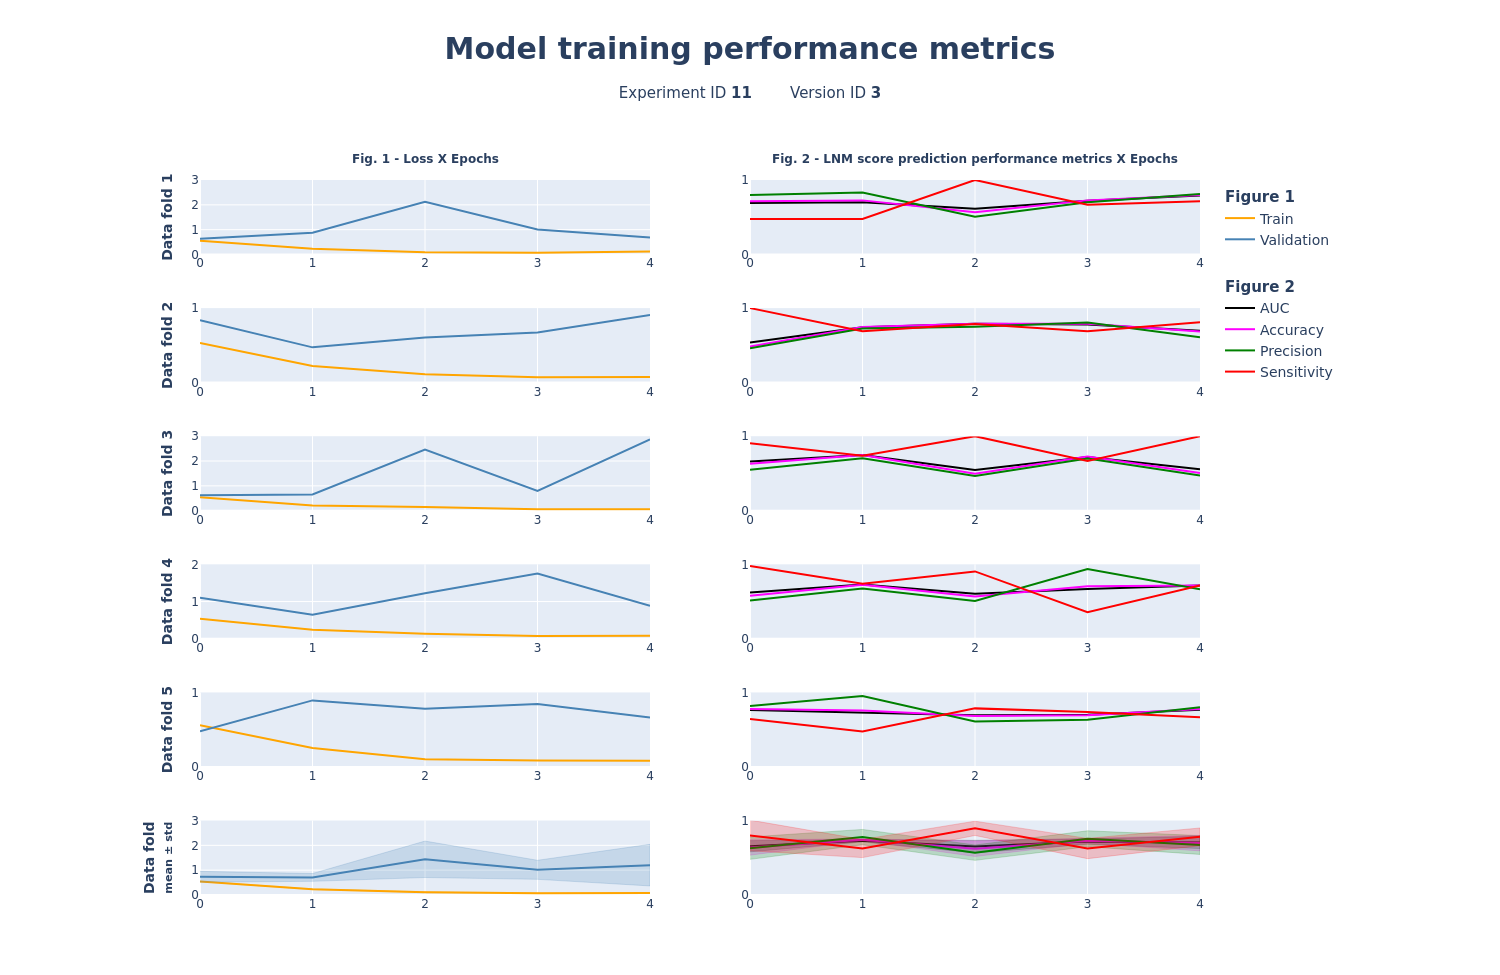 Model training performance metrics
Experiment ID 11 Version ID 3
Fig. 1 - Loss X Epochs
Fig. 2 - LNM score prediction performance metrics X Epochs
Data fold 1
3
2
1
0
0 1 2 3 4
1
0
0 1 2 3 4
Figure 1
Train
Validation
Figure 2
AUC
Accuracy
Precision
Sensitivity
Data fold 2
1
0
0 1 2 3 4
1
0
0 1 2 3 4
Data fold 3
3
2
1
0
0 1 2 3 4
1
0
0 1 2 3 4
Data fold 4
2
1
0
0 1 2 3 4
1
0
0 1 2 3 4
Data fold 5
1
0
0 1 2 3 4
1
0
0 1 2 3 4
Data fold
mean ± std
3
2
1
0
0 1 2 3 4
1
0
0 1 2 3 4